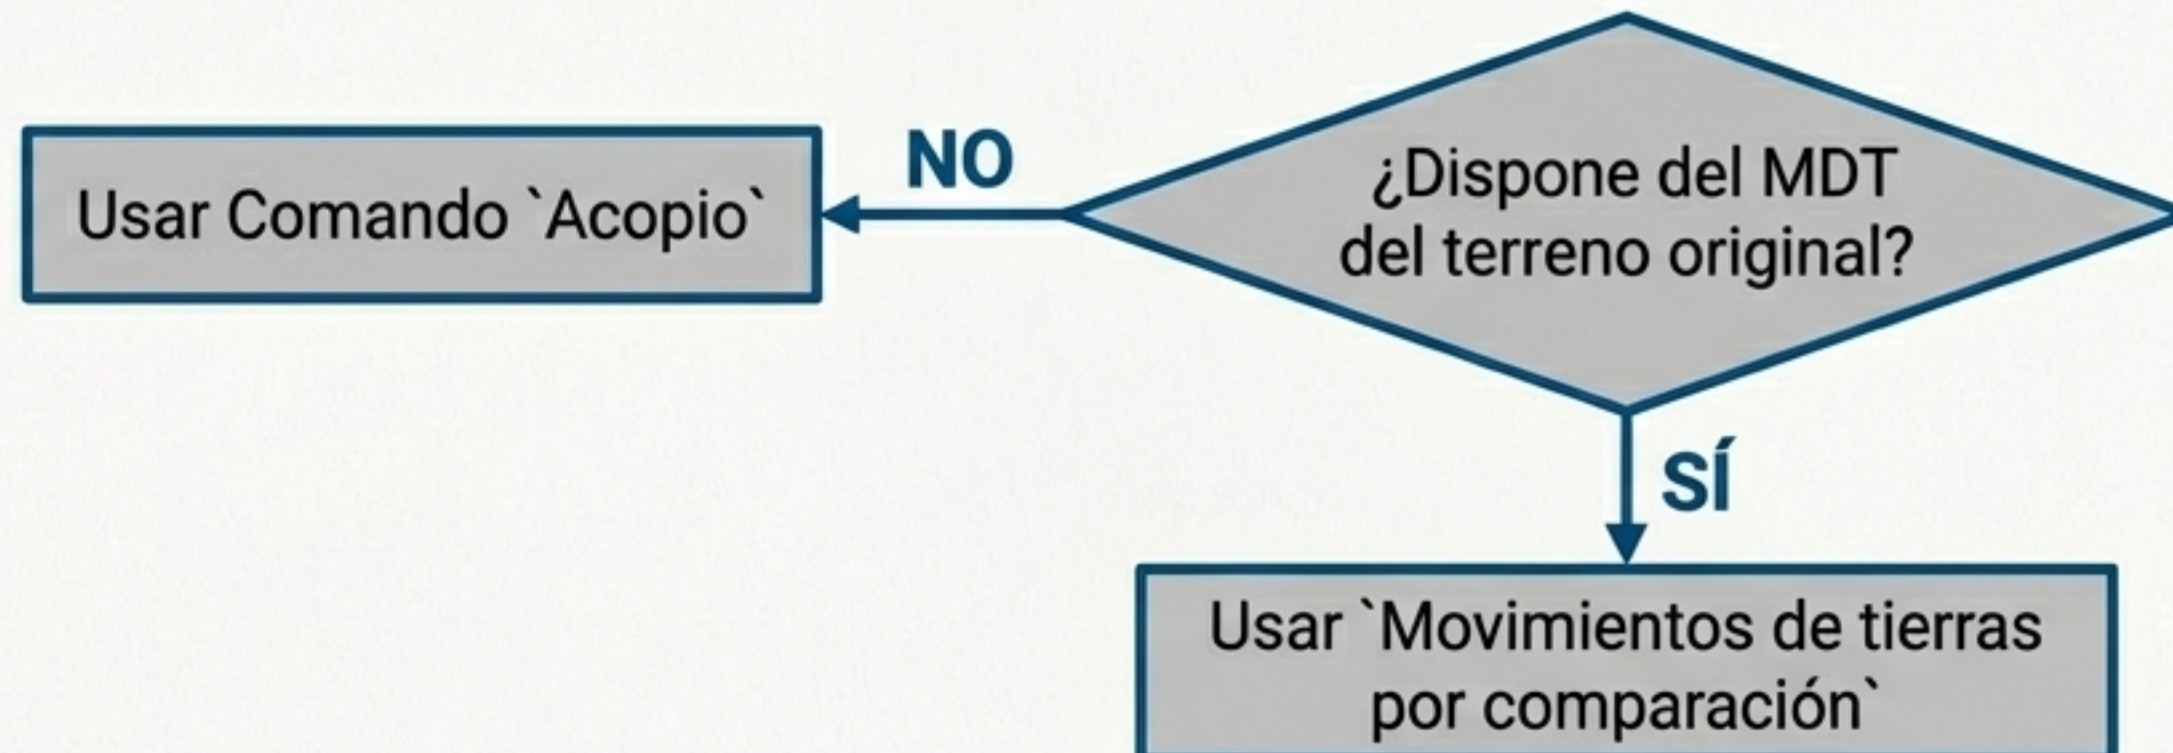 Usar Comando `Acopio`
NO
¿Dispone del MDT
del terreno original?
SÍ
Usar `Movimientos de tierras
por comparación`